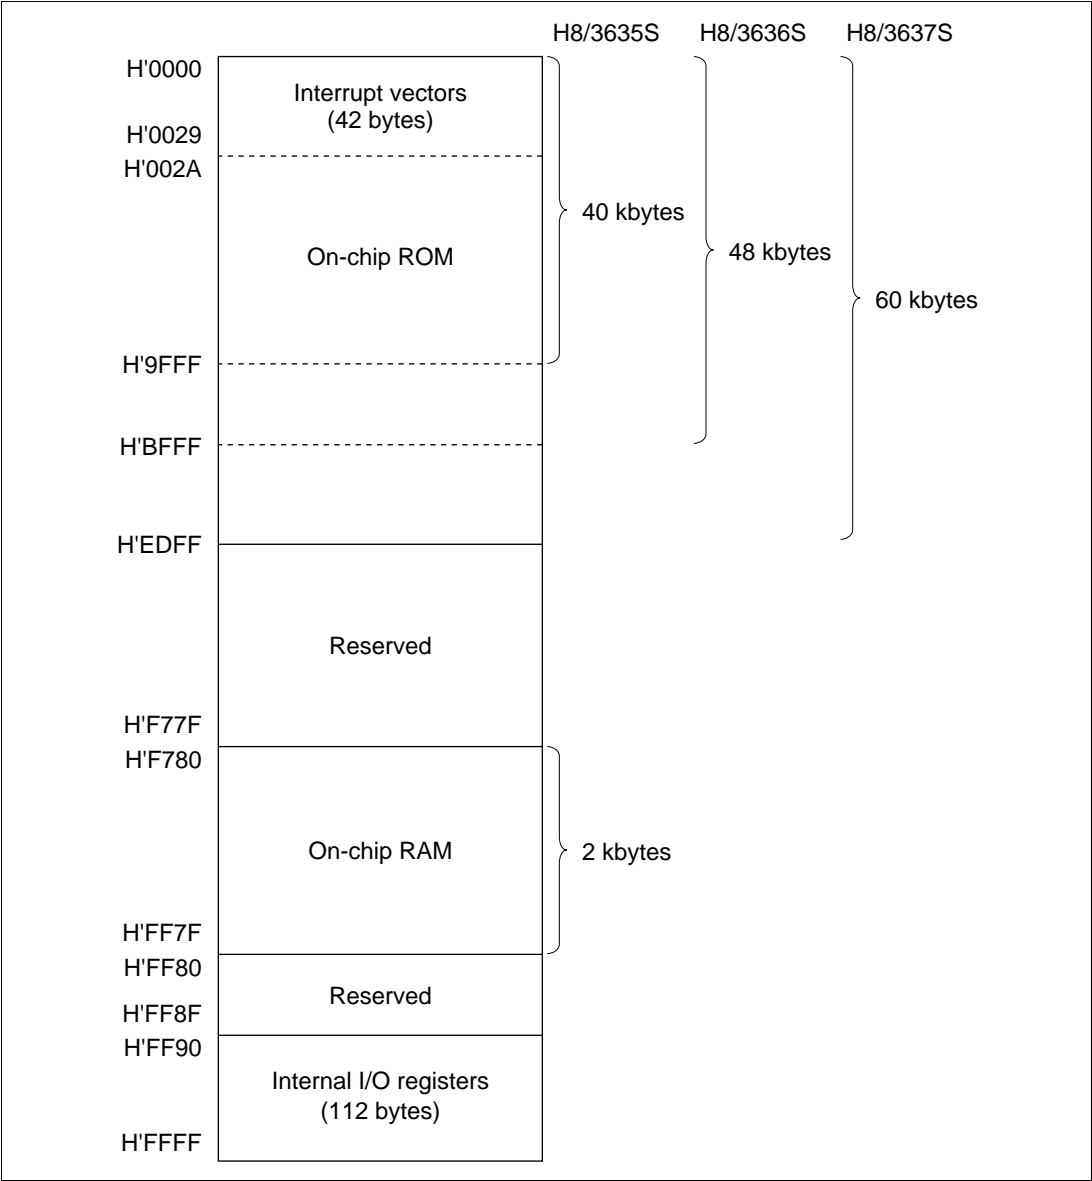 H8/3635S H8/3636S H8/3637S
H'0000
Interrupt vectors
(42 bytes)
H'0029
H'002A
40 kbytes
48 kbytes
On-chip ROM
60 kbytes
H'9FFF
H'BFFF
H'EDFF
Reserved
H'F77F
H'F780
On-chip RAM
2 kbytes
H'FF7F
H'FF80
Reserved
H'FF8F
H'FF90
Internal I/O registers
(112 bytes)
H'FFFF